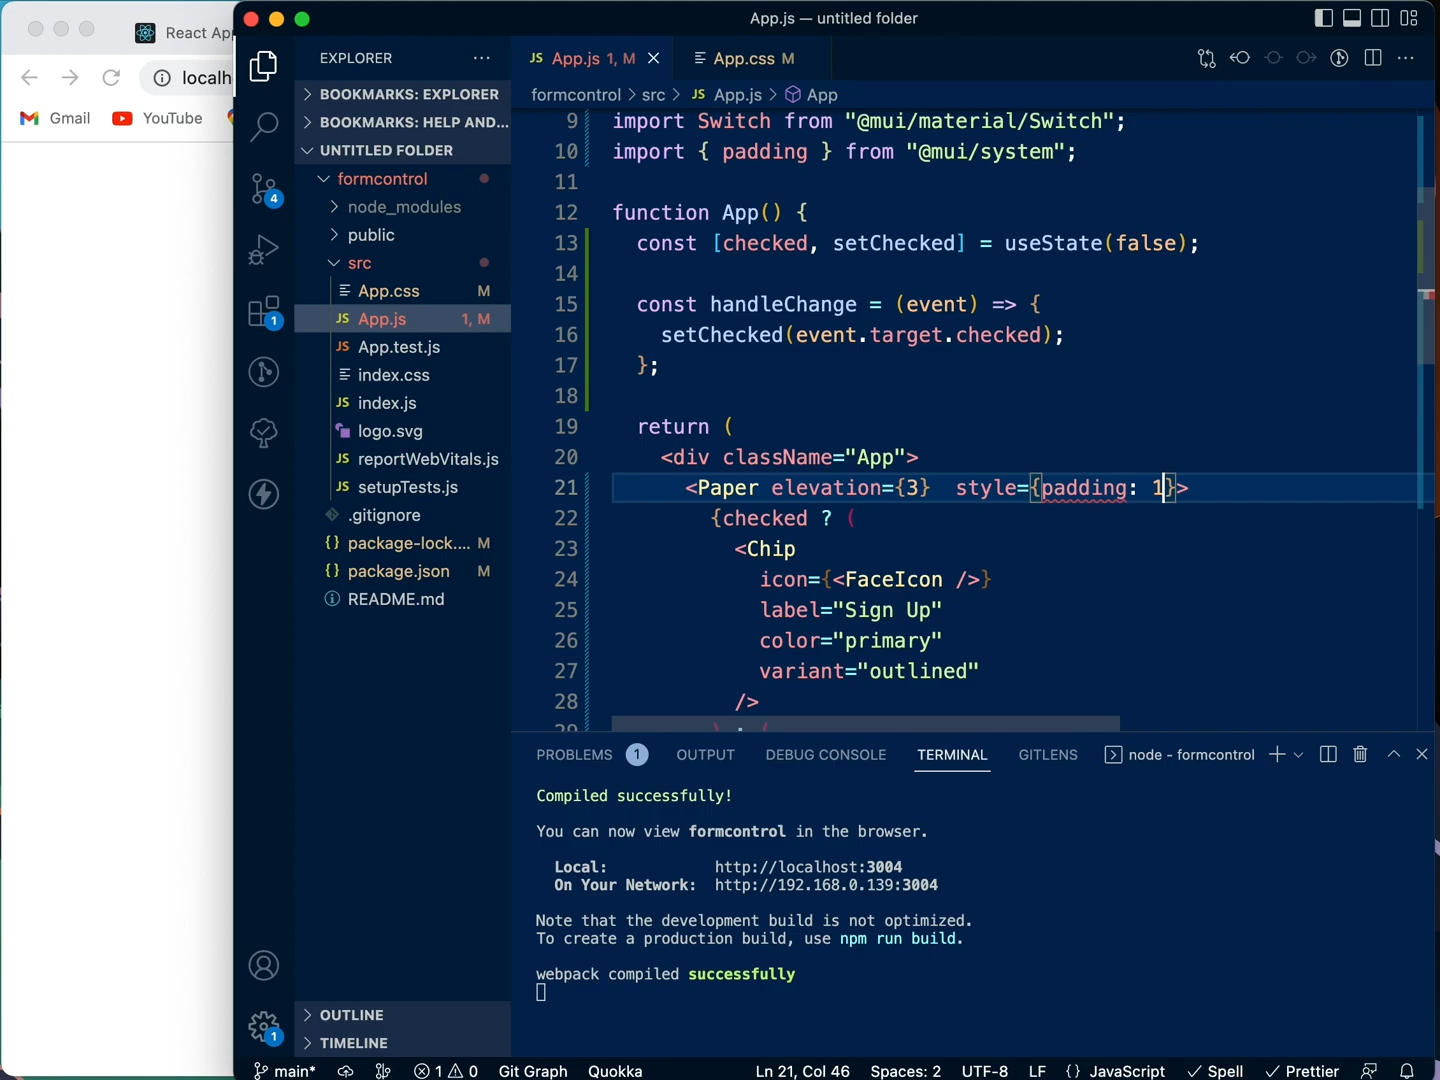 App.js — untitled folder
React Ap
localh
Gmail
YouTube
EXPLORER
BOOKMARKS: EXPLORER
BOOKMARKS: HELP AND...
UNTITLED FOLDER
formcontrol
node_modules
public
src
App.css M
JS App.js 1, M
JS App.test.js
index.css
JS index.js
logo.svg
JS reportWebVitals.js
JS setupTests.js
.gitignore
{} package-lock.... M
{} package.json M
README.md
OUTLINE
TIMELINE
4
1
1
JS App.js 1, M
App.css M
formcontrol > src > JS App.js > App
9 import Switch from "@mui/material/Switch";
10 import { padding } from "@mui/system";
11
12 function App() {
13 const [checked, setChecked] = useState(false);
14
15 const handleChange = (event) => {
16 setChecked(event.target.checked);
17 };
18
19 return (
20 <div className="App">
21 <Paper elevation={3}  style={padding: 1}>
22 {checked ? (
23 <Chip
24 icon={<FaceIcon />}
25 label="Sign Up"
26 color="primary"
27 variant="outlined"
28 />
29 ) : (
PROBLEMS 1 OUTPUT DEBUG CONSOLE TERMINAL GITLENS node - formcontrol
Compiled successfully!
You can now view formcontrol in the browser.
Local: http://localhost:3004
On Your Network: http://192.168.0.139:3004
Note that the development build is not optimized.
To create a production build, use npm run build.
webpack compiled successfully
main* 1 0 Git Graph Quokka Ln 21, Col 46 Spaces: 2 UTF-8 LF {} JavaScript Spell Prettier